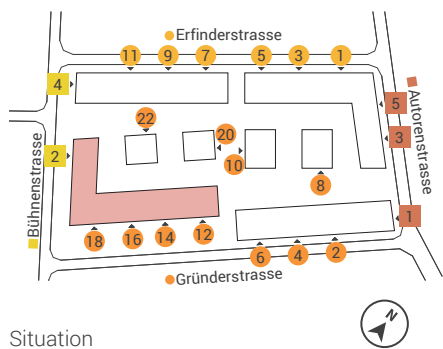 Erfinderstrasse
11 9 7 5 3 1
4
5
22
20
3
2
10
8
Bühnenstrasse
Autorenstrasse
18 16 14 12
1
6 4 2
Gründerstrasse
N
Situation